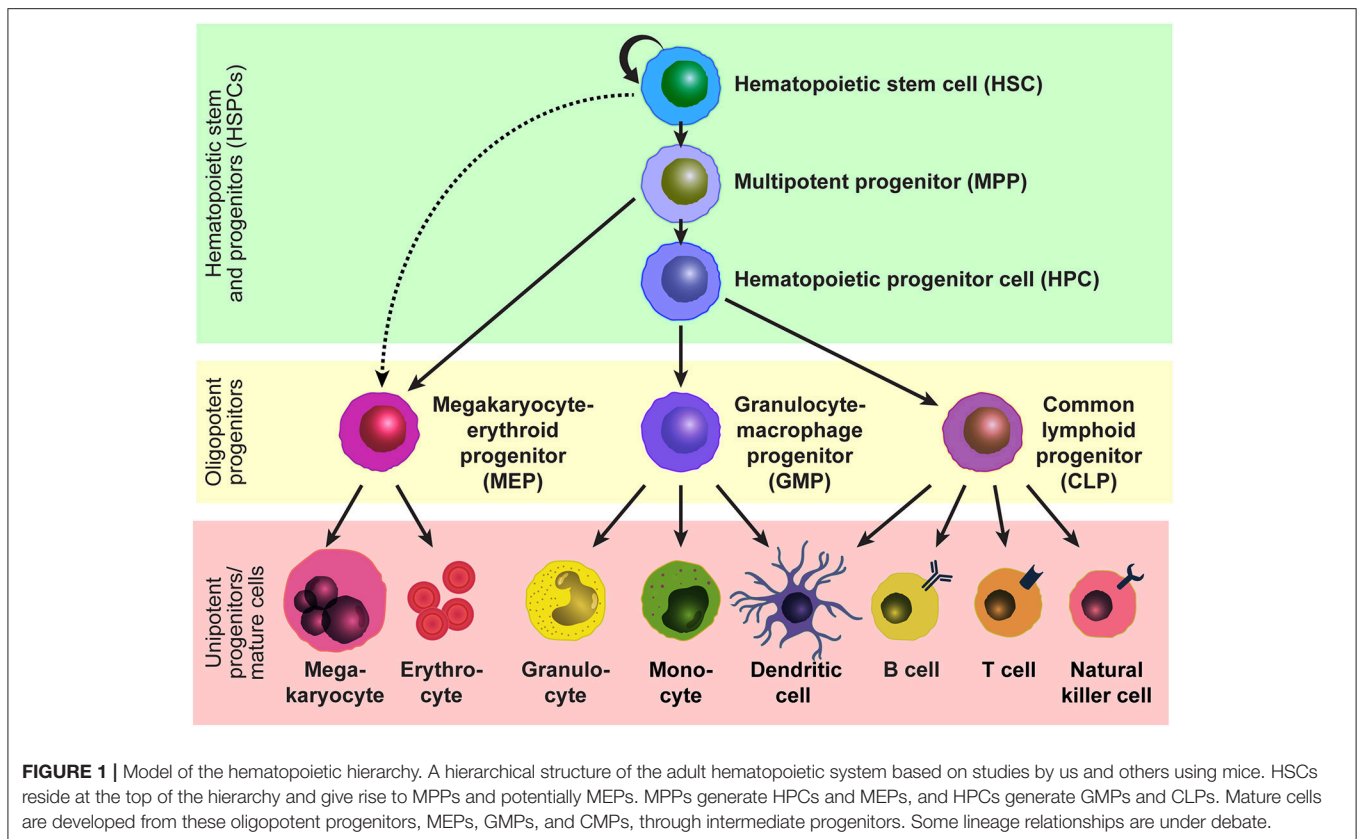 Hematopoietic stem
and progenitors (HSPCs)
Hematopoietic stem cell (HSC)
Multipotent progenitor (MPP)
Hematopoietic progenitor cell (HPC)
Oligopotent
progenitors
Megakaryocyte-
erythroid
progenitor
(MEP)
Granulocyte-
macrophage
progenitor
(GMP)
Common
lymphoid
progenitor
(CLP)
Unipotent
progenitors/
mature cells
Mega-
karyocyte
Erythro-
cyte
Granulo-
cyte
Mono-
cyte
Dendritic
cell
B cell
T cell
Natural
killer cell
FIGURE 1 | Model of the hematopoietic hierarchy. A hierarchical structure of the adult hematopoietic system based on studies by us and others using mice. HSCs
reside at the top of the hierarchy and give rise to MPPs and potentially MEPs. MPPs generate HPCs and MEPs, and HPCs generate GMPs and CLPs. Mature cells
are developed from these oligopotent progenitors, MEPs, GMPs, and CMPs, through intermediate progenitors. Some lineage relationships are under debate.